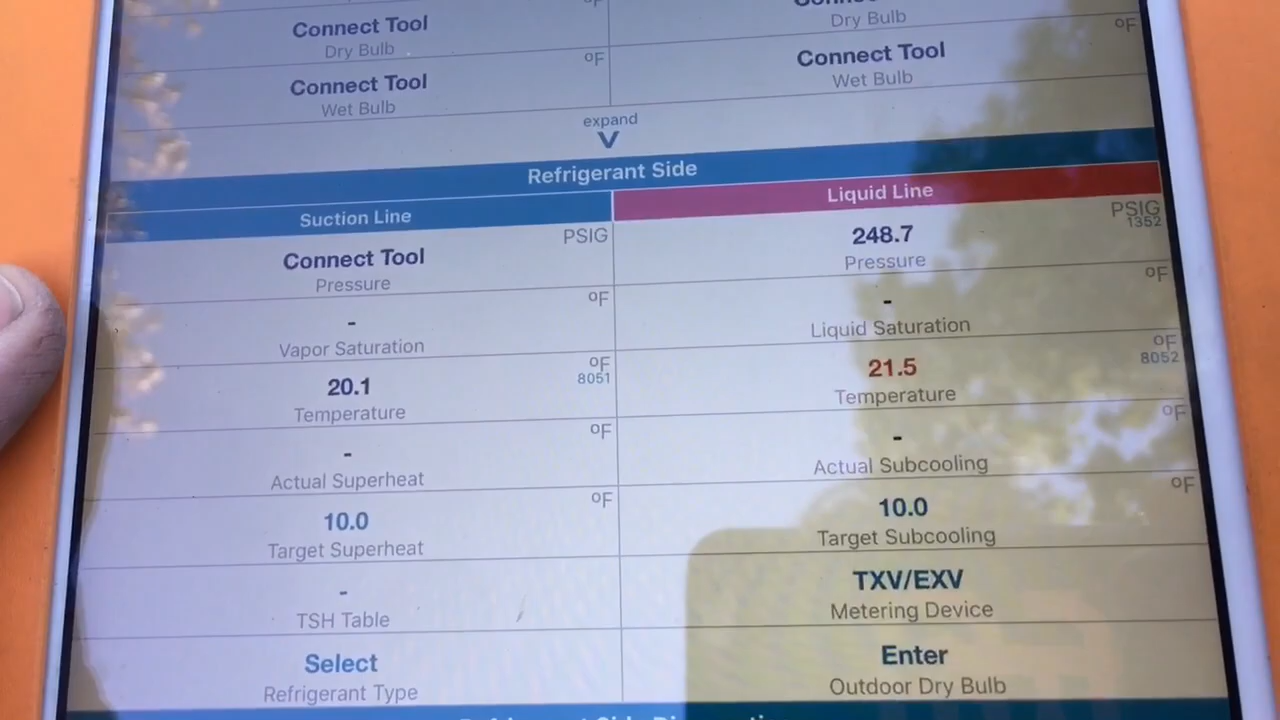 °F
Connect Tool
Dry Bulb
Dry Bulb
°F
Connect Tool
Wet Bulb
°F
Connect Tool
Wet Bulb
expand
Refrigerant Side
Suction Line
Liquid Line
PSIG
Connect Tool
Pressure
PSIG
1352
248.7
Pressure
°F
-
Vapor Saturation
°F
-
Liquid Saturation
°F
8051
20.1
Temperature
°F
8052
21.5
Temperature
°F
-
Actual Superheat
°F
-
Actual Subcooling
°F
10.0
Target Superheat
°F
10.0
Target Subcooling
-
TSH Table
TXV/EXV
Metering Device
Select
Refrigerant Type
Enter
Outdoor Dry Bulb